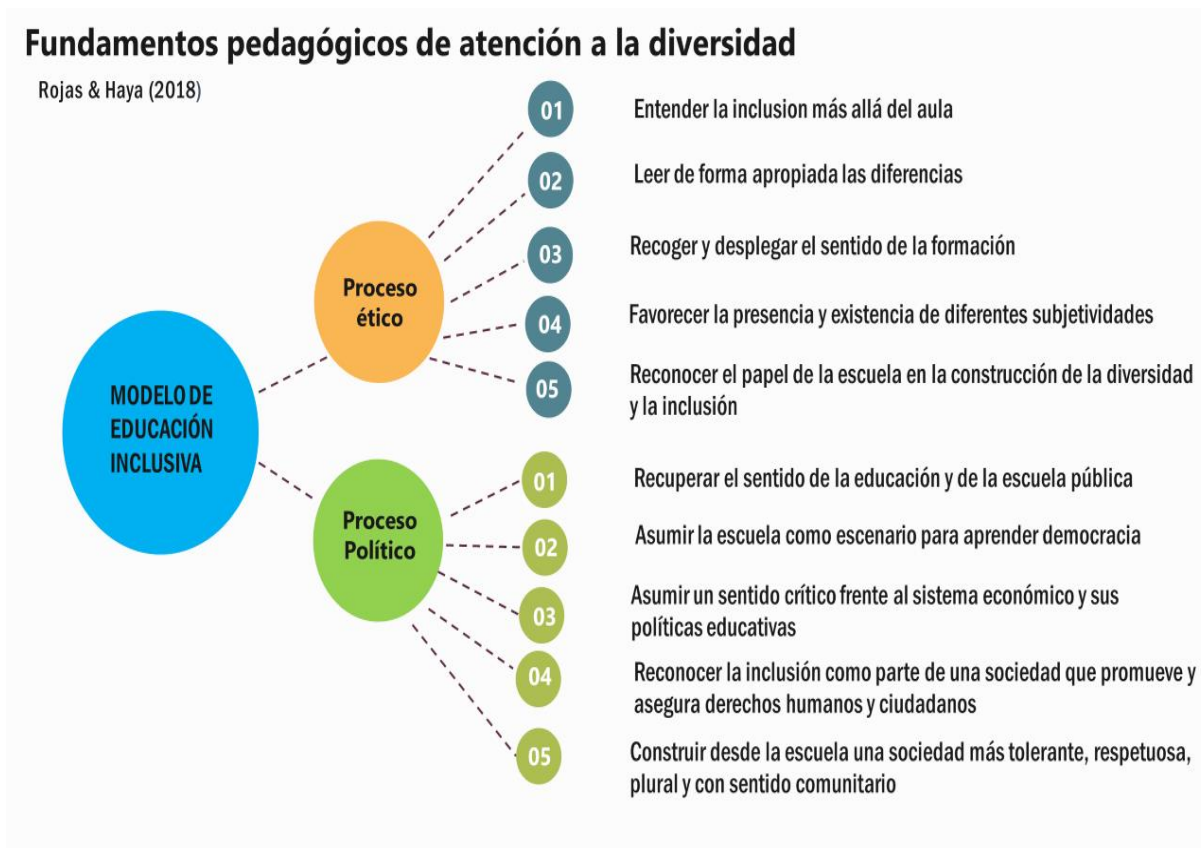 Fundamentos pedagógicos de atención a la diversidad
Rojas & Haya (2018)
MODELO DE
EDUCACIÓN
INCLUSIVA
Proceso
ético
01
Entender la inclusion más allá del aula
02
Leer de forma apropiada las diferencias
03
Recoger y desplegar el sentido de la formación
04
Favorecer la presencia y existencia de diferentes subjetividades
05
Reconocer el papel de la escuela en la construcción de la diversidad
y la inclusión
Proceso
Político
01
Recuperar el sentido de la educación y de la escuela pública
02
Asumir la escuela como escenario para aprender democracia
03
Asumir un sentido crítico frente al sistema económico y sus
políticas educativas
04
Reconocer la inclusión como parte de una sociedad que promueve y
asegura derechos humanos y ciudadanos
05
Construir desde la escuela una sociedad más tolerante, respetuosa,
plural y con sentido comunitario